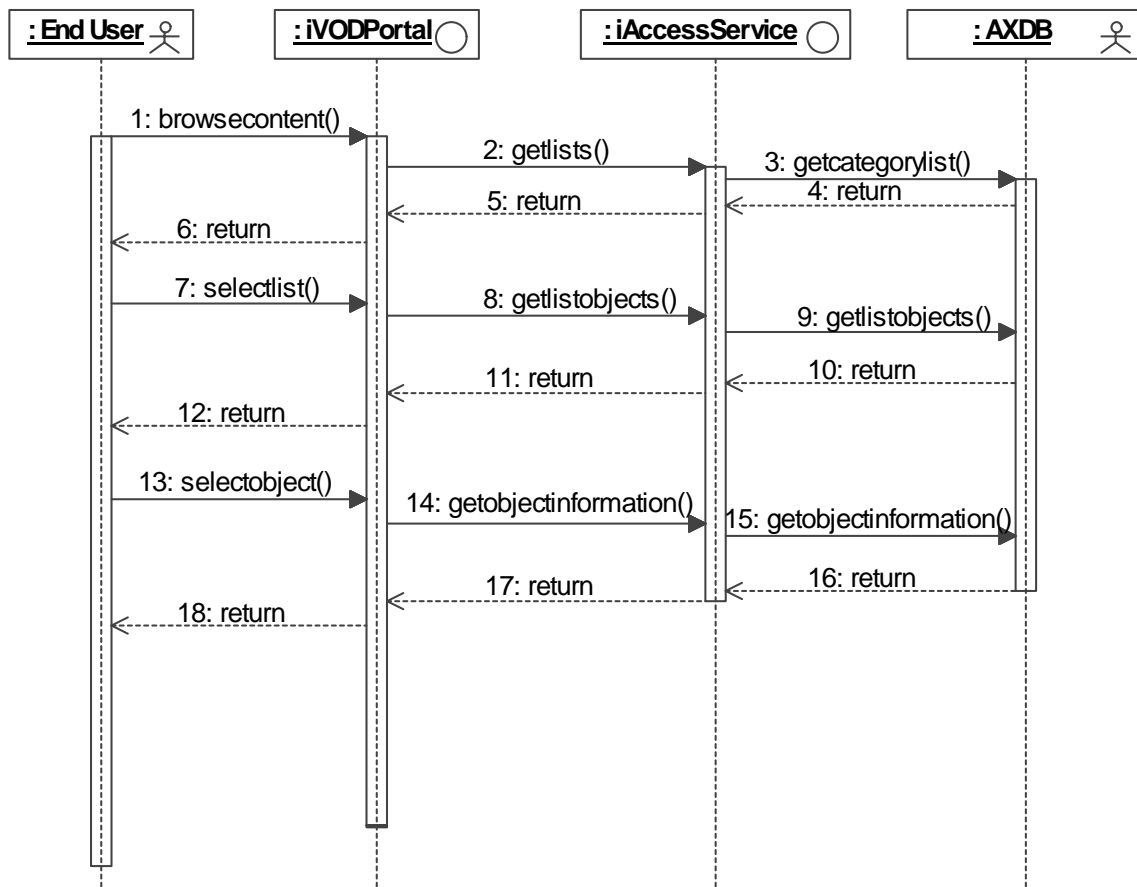 : End User
: iVODPortal
: iAccessService
: AXDB
1: browsecontent()
2: getlists()
3: getcategorylist()
4: return
5: return
6: return
7: selectlist()
8: getlistobjects()
9: getlistobjects()
10: return
11: return
12: return
13: selectobject()
14: getobjectinformation()
15: getobjectinformation()
16: return
17: return
18: return